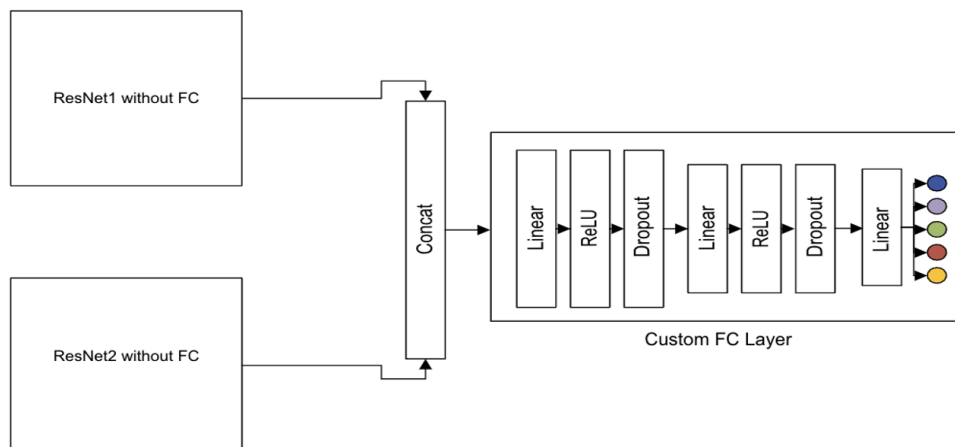 ResNet1 without FC
ResNet2 without FC
Concat
Linear
ReLU
Dropout
Linear
ReLU
Dropout
Linear
Custom FC Layer